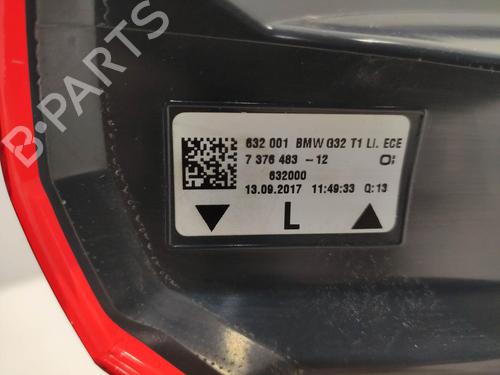 B-PARTS
632 001 BMW G32 T1 LI. ECE
7 376 483 -12
632000
13.09.2017 11:49:33 Q:13
L